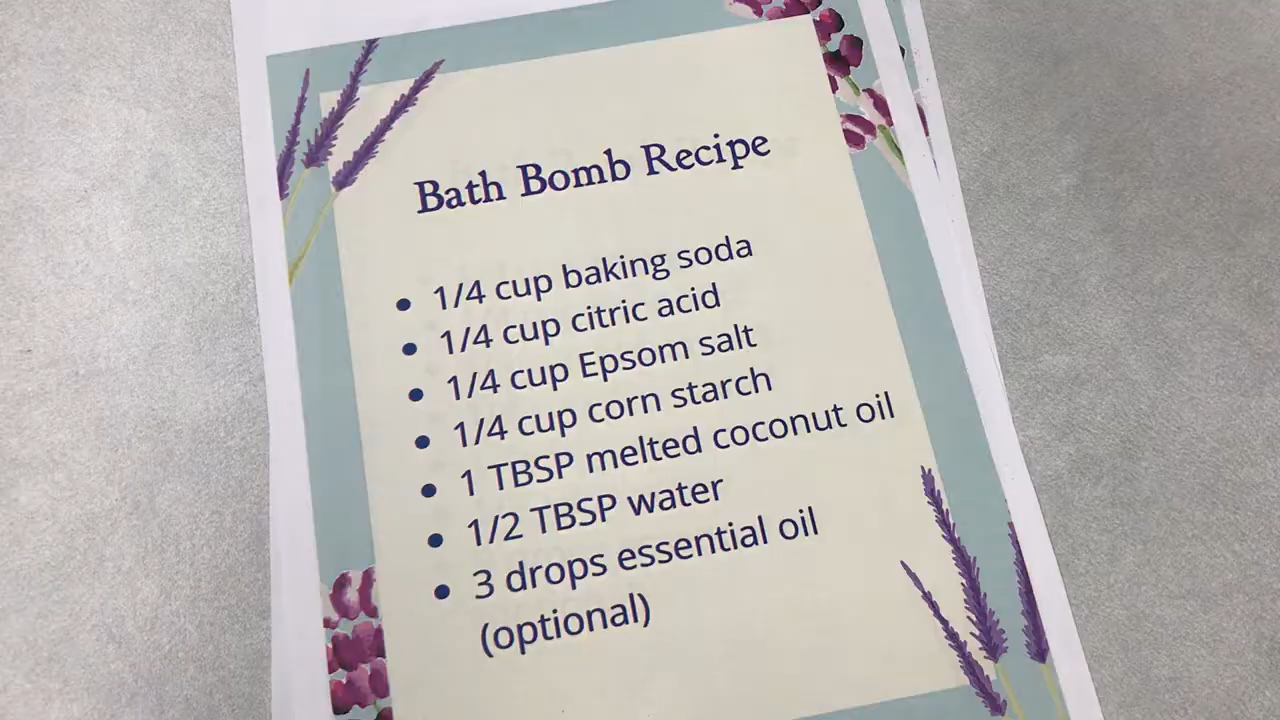 Bath Bomb Recipe
• 1/4 cup baking soda
• 1/4 cup citric acid
• 1/4 cup Epsom salt
• 1/4 cup corn starch
• 1 TBSP melted coconut oil
• 1/2 TBSP water
• 3 drops essential oil
(optional)